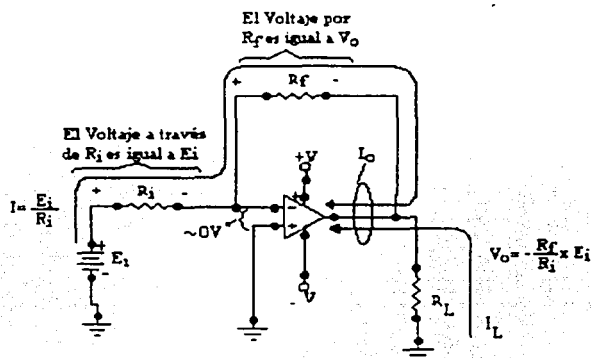 El Voltaje por
Rf es igual a Vo
+ Rf -
El Voltaje a través
de Ri es igual a Ei
+ Ri -
I= Ei/Ri
+V
Io
~0V
+
Ei
-
-V
RL
IL
Vo= -Rf/Ri x Ei